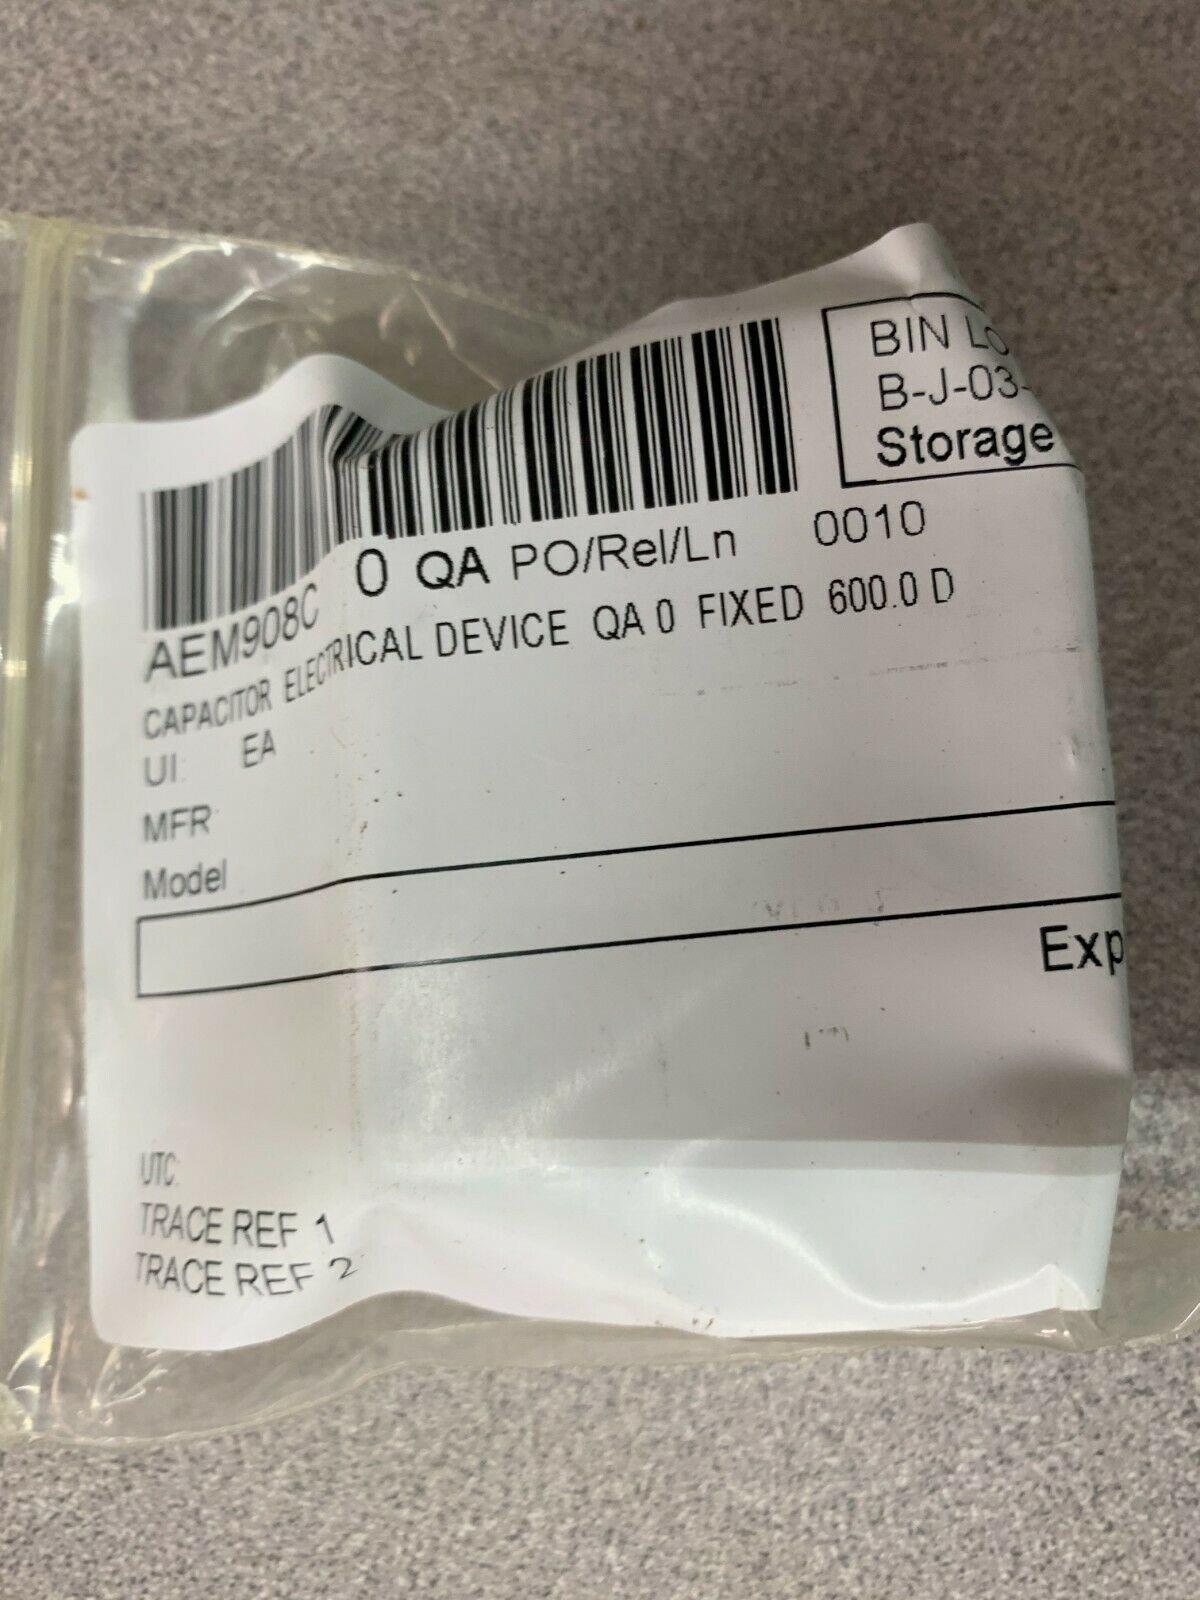 BIN Lo
B-J-03-
Storage
AEM908C 0 QA PO/Rel/Ln 0010
CAPACITOR ELECTRICAL DEVICE QA 0 FIXED 600.0 D
UI: EA
MFR
Model
Exp
UTC:
TRACE REF 1
TRACE REF 2